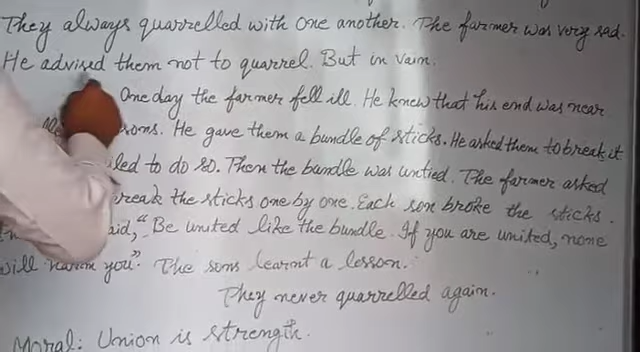 They always quarrelled with one another. The farmer was very sad.
He advised them not to quarrel. But in vain.
One day the farmer fell ill. He knew that his end was near
sons. He gave them a bundle of sticks. He asked them to break it
led to do so. Then the bundle was untied. The farmer asked
break the sticks one by one. Each son broke the sticks.
aid, "Be united like the bundle. If you are united, none
will harm you". The sons learnt a lesson.
They never quarrelled again.
Moral: Union is strength.